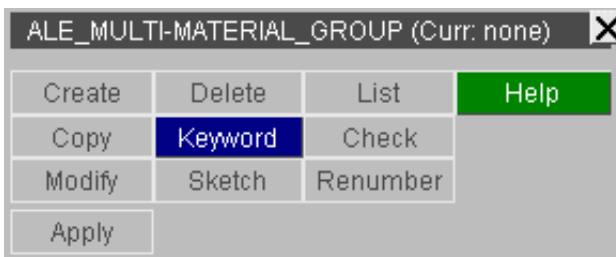 ALE_MULTI-MATERIAL_GROUP (Curr: none) X
Create Delete List Help
Copy Keyword Check
Modify Sketch Renumber
Apply